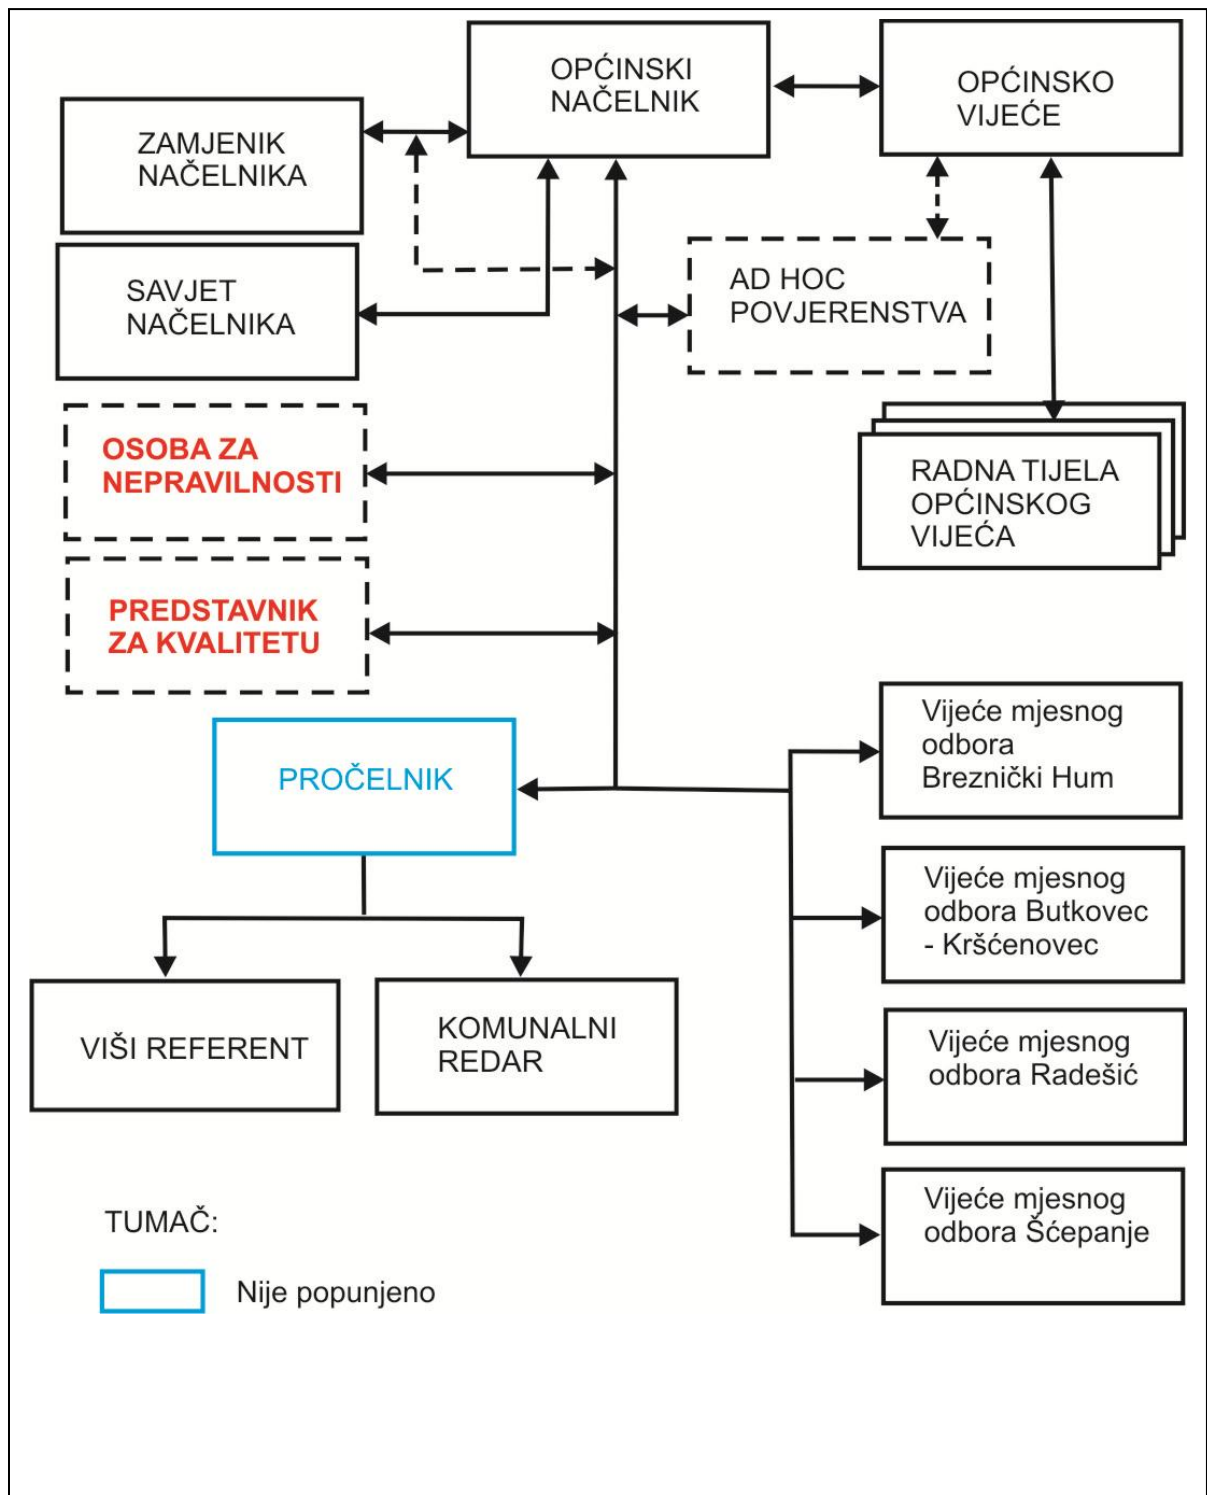 OPĆINSKI
NAČELNIK
OPĆINSKO
VIJEĆE
ZAMJENIK
NAČELNIKA
SAVJET
NAČELNIKA
AD HOC
POVJERENSTVA
OSOBA ZA
NEPRAVILNOSTI
RADNA TIJELA
OPĆINSKOG
VIJEĆA
PREDSTAVNIK
ZA KVALITETU
PROČELNIK
Vijeće mjesnog
odbora
Breznički Hum
Vijeće mjesnog
odbora Butkovec
- Kršćenovec
VIŠI REFERENT
KOMUNALNI
REDAR
Vijeće mjesnog
odbora Radešić
Vijeće mjesnog
odbora Šćepanje
TUMAČ:
Nije popunjeno